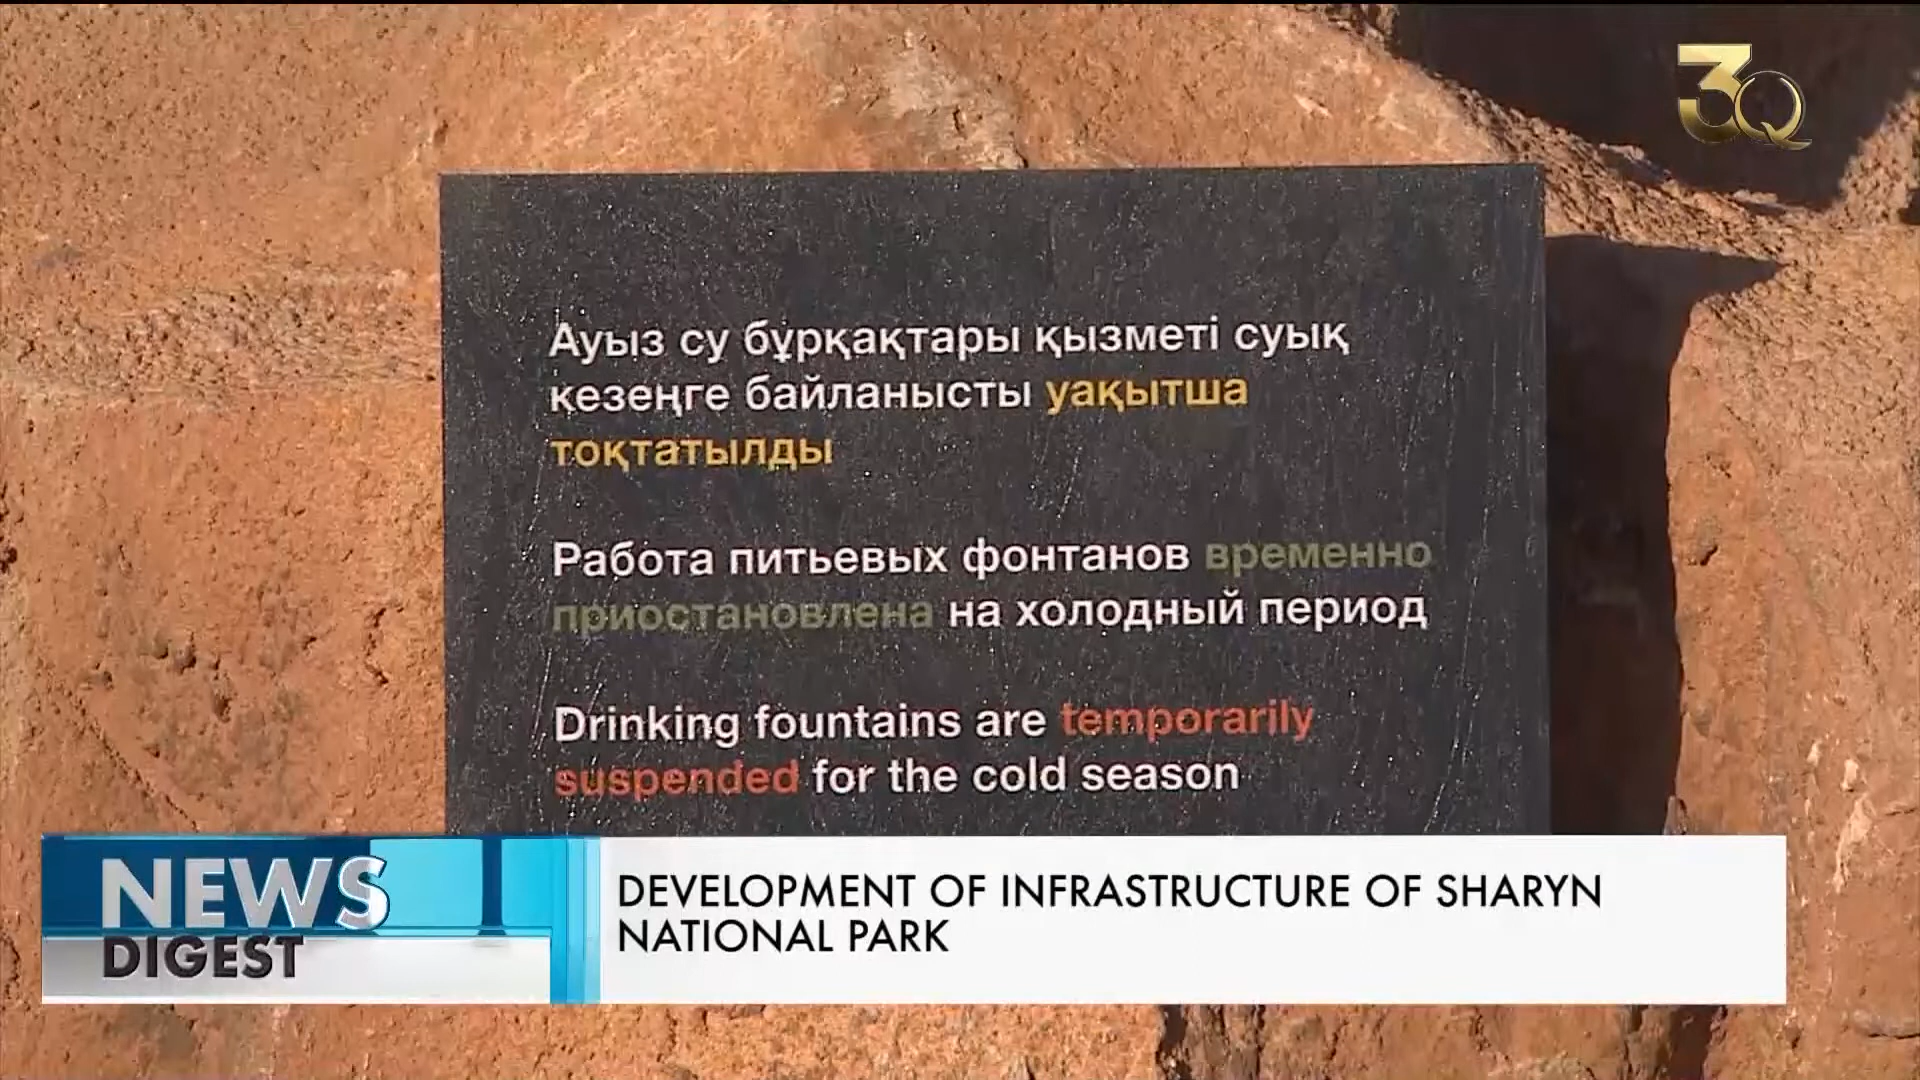 3Q
Ауыз су бұрқақтары қызметі суық
кезеңге байланысты уақытша
тоқтатылды
Работа питьевых фонтанов временно
приостановлена на холодный период
Drinking fountains are temporarily
suspended for the cold season
NEWS
DIGEST
DEVELOPMENT OF INFRASTRUCTURE OF SHARYN
NATIONAL PARK